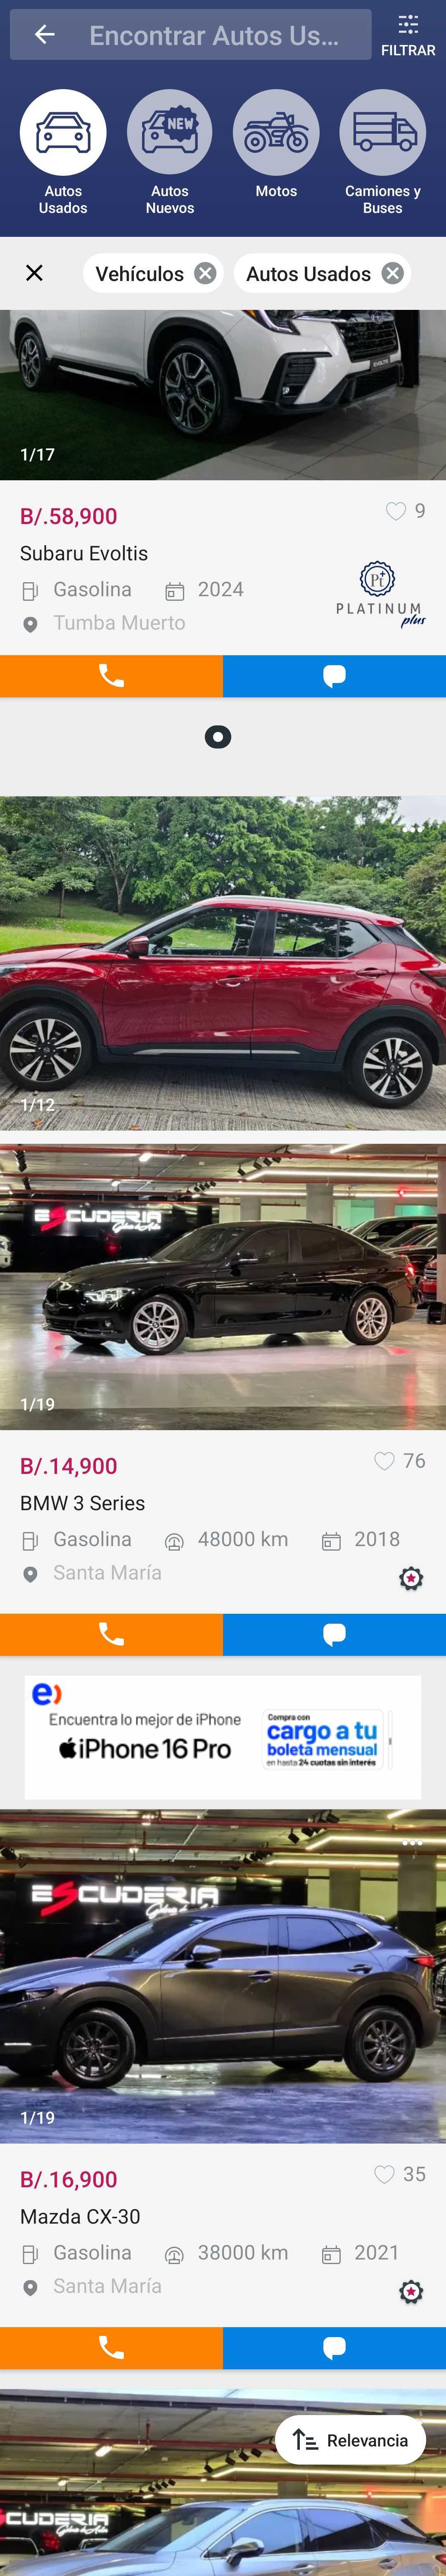 Encontrar Autos Us...
FILTRAR
NEW
Autos
Usados
Autos
Nuevos
Motos
Camiones y
Buses
Vehículos
Autos Usados
EVOLTIS
1/17
B/.58,900
9
Subaru Evoltis
Gasolina
2024
Pt+
PLATINUM
plus
Tumba Muerto
1/12
ESCUDERIA
1/19
B/.14,900
76
BMW 3 Series
Gasolina
48000 km
2018
Santa María
e)
Encuentra lo mejor de iPhone
iPhone 16 Pro
Compra con
cargo a tu
boleta mensual
en hasta 24 cuotas sin interés
ESCUDERIA
1/19
B/.16,900
35
Mazda CX-30
Gasolina
38000 km
2021
Santa María
Relevancia
CUDERIA